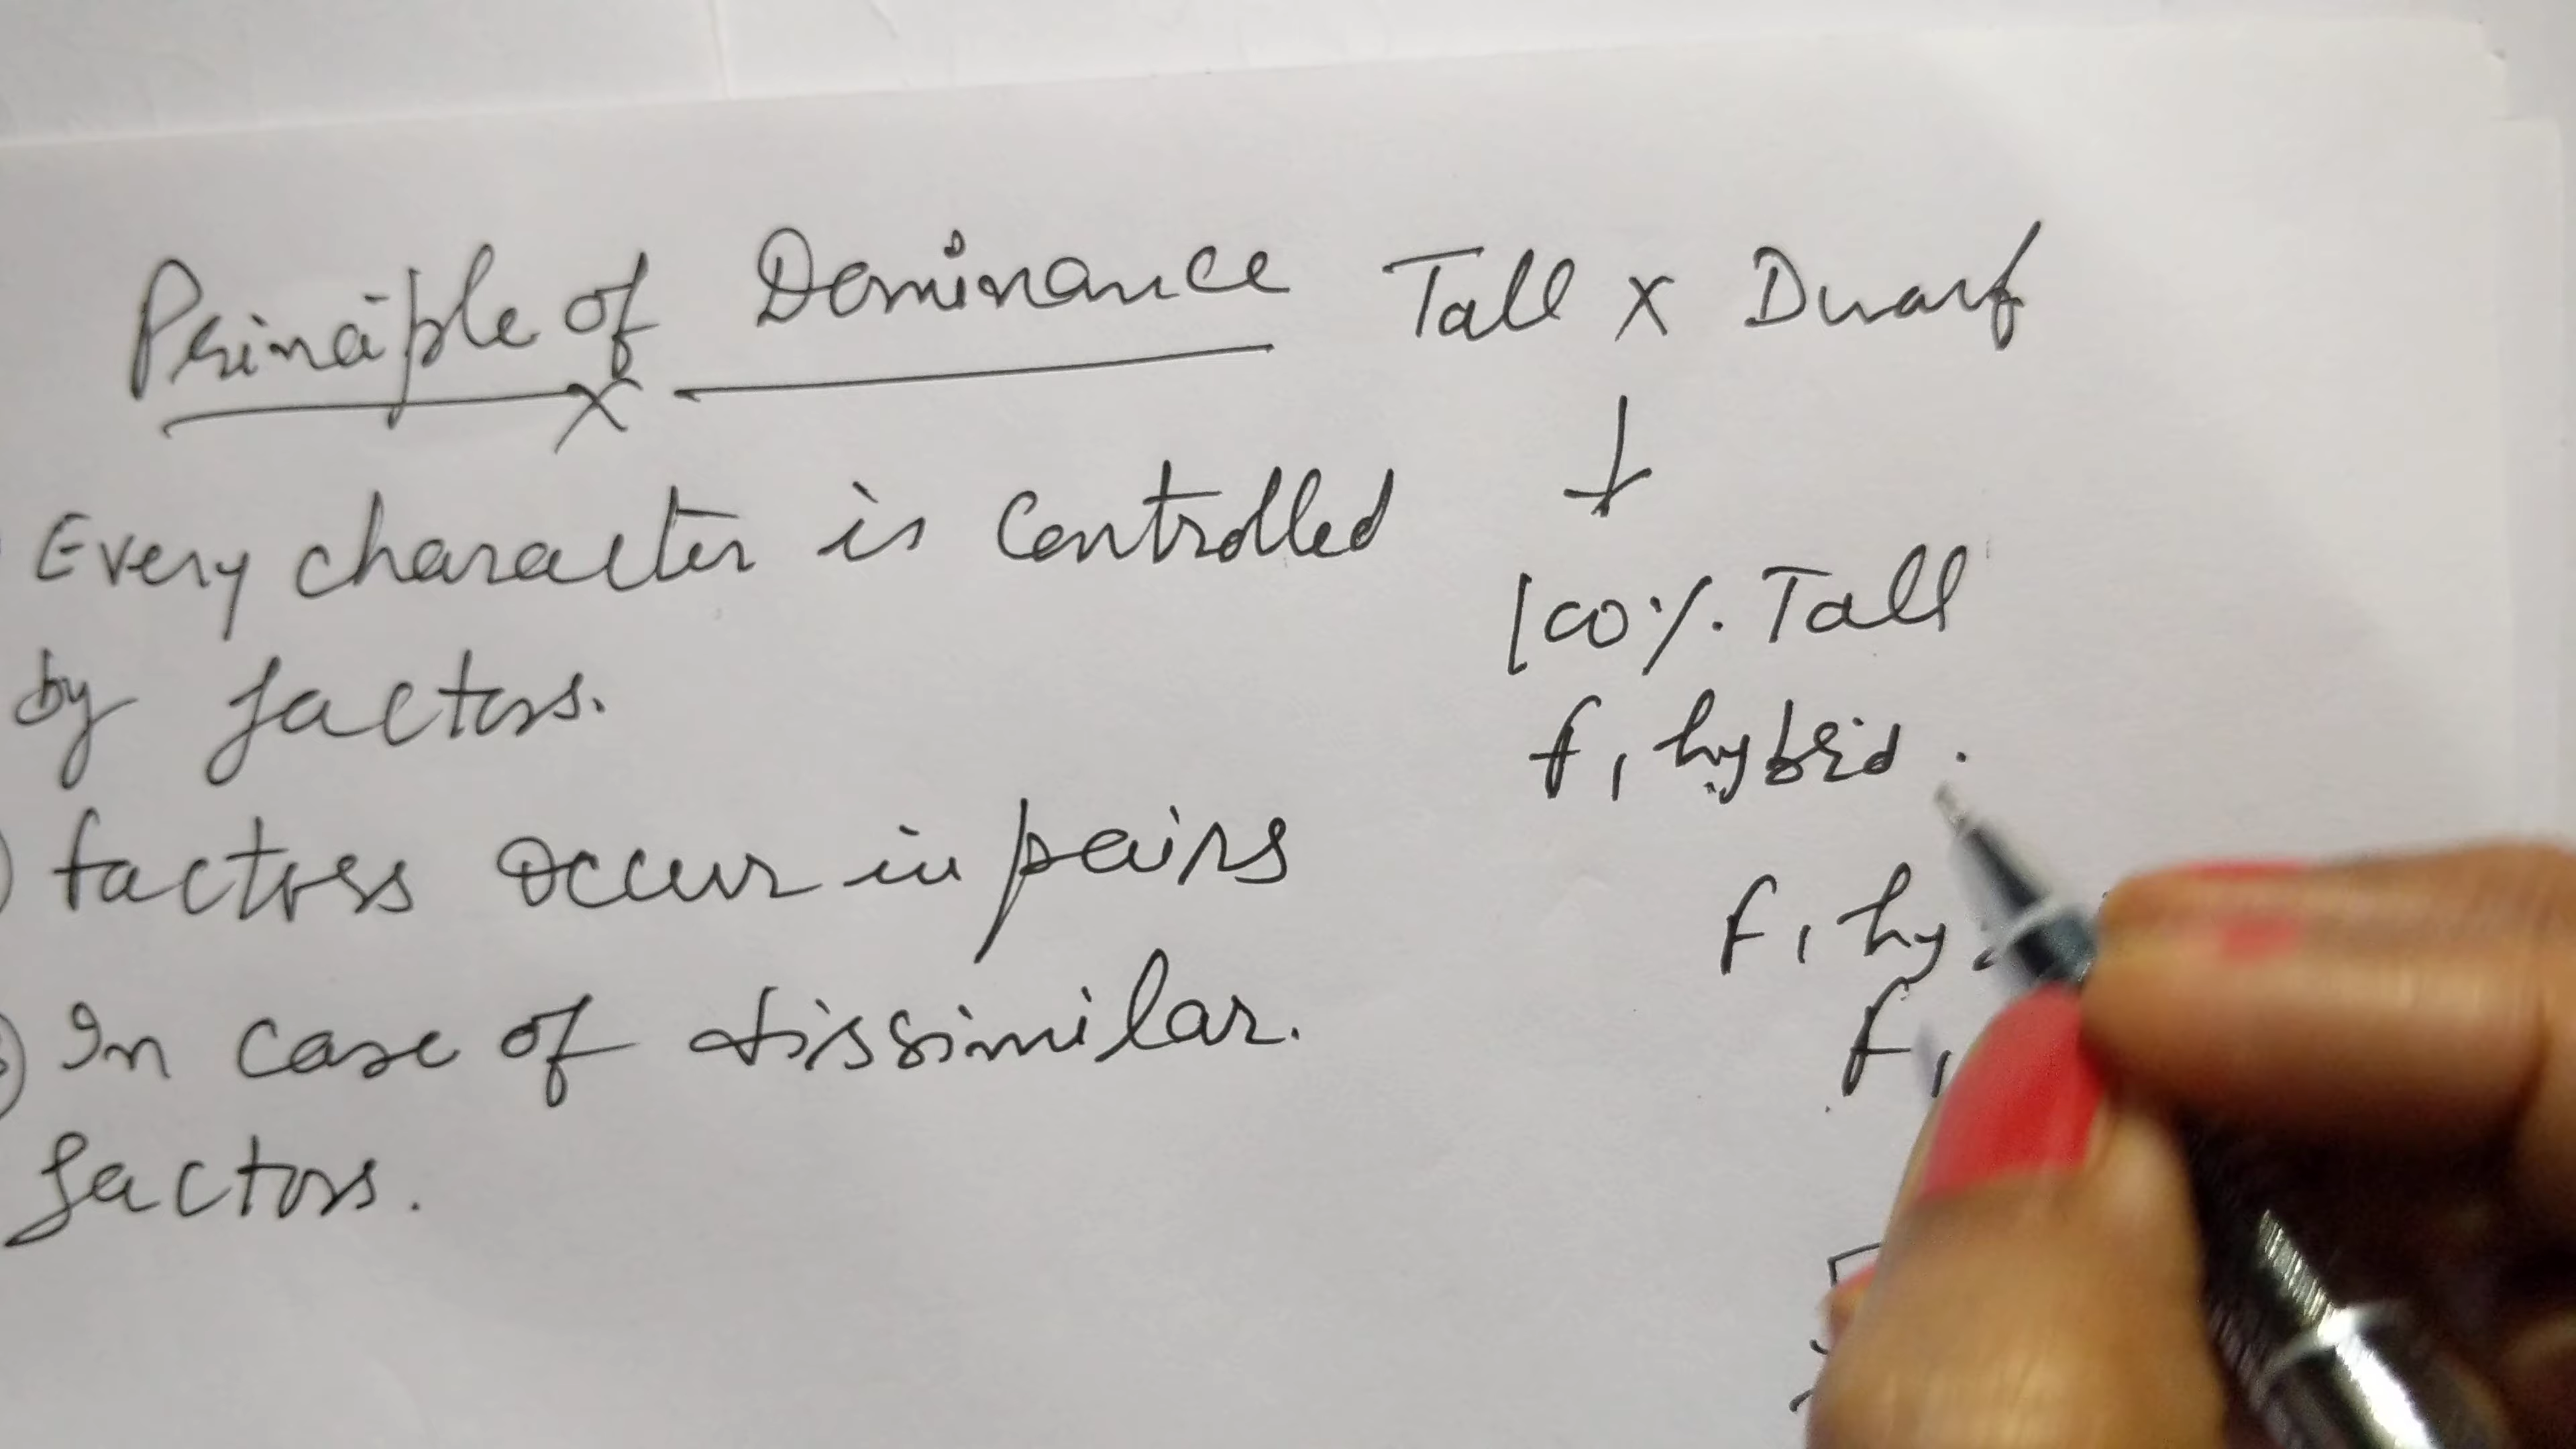 Principle of Dominance
Every character is controlled
by factors.
factors occur in pairs
In case of dissimilar.
factors.
Tall x Dwarf
100%. Tall
F1 hybrid.
F1 hy
F1